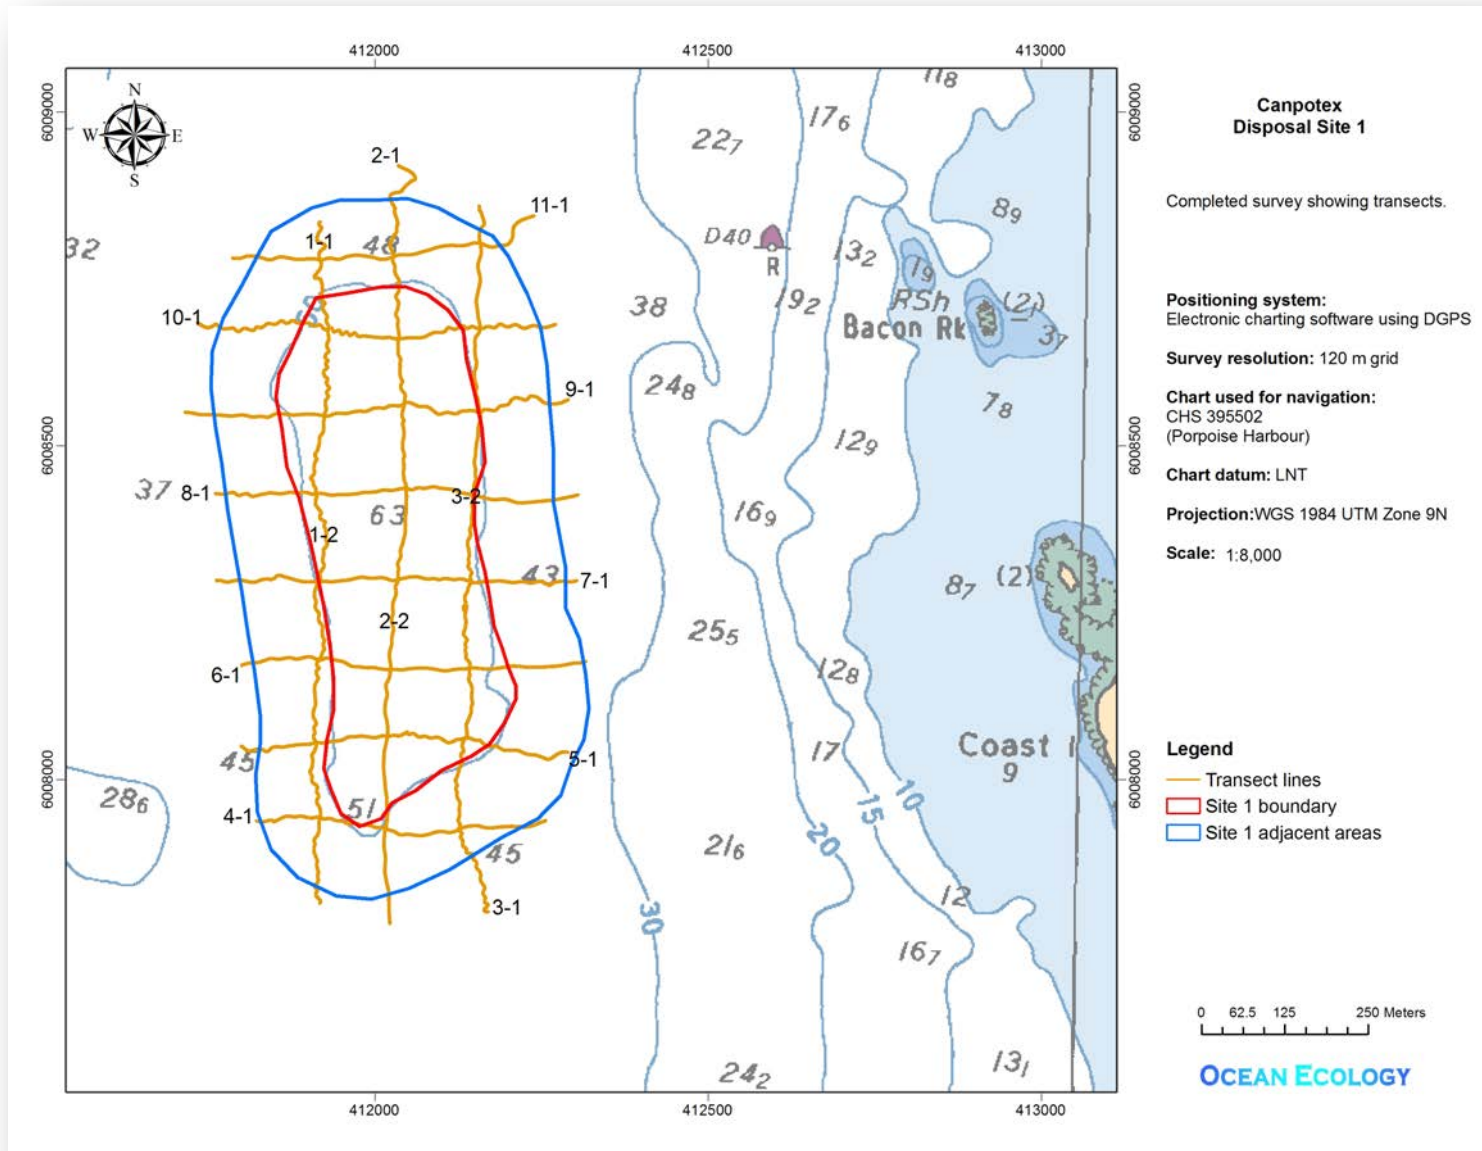 412000
412500
413000
6009000
6009000
6008500
6008500
6008000
6008000
N
W
E
S
2-1
11-1
1-1
48
32
10-1
9-1
37
8-1
3-2
63
1-2
43
7-1
2-2
6-1
45
5-1
286
51
4-1
45
3-1
118
176
227
89
D40
R
132
19
192
RSh
(2)
38
Bacon Rk
37
248
78
129
169
87
(2)
255
128
Coast
9
17
10
15
20
216
12
30
167
242
131
412000
412500
413000
Canpotex
Disposal Site 1
Completed survey showing transects.
Positioning system:
Electronic charting software using DGPS
Survey resolution: 120 m grid
Chart used for navigation:
CHS 395502
(Porpoise Harbour)
Chart datum: LNT
Projection:WGS 1984 UTM Zone 9N
Scale: 1:8,000
Legend
Transect lines
Site 1 boundary
Site 1 adjacent areas
0 62.5 125 250 Meters
OCEAN ECOLOGY